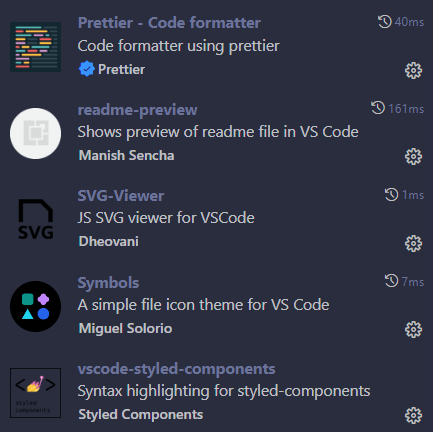 Prettier - Code formatter
40ms
Code formatter using prettier
Prettier
readme-preview
161ms
Shows preview of readme file in VS Code
Manish Sencha
SVG-Viewer
1ms
JS SVG viewer for VSCode
SVG
Dheovani
Symbols
7ms
A simple file icon theme for VS Code
Miguel Solorio
vscode-styled-components
Syntax highlighting for styled-components
styled
components
Styled Components